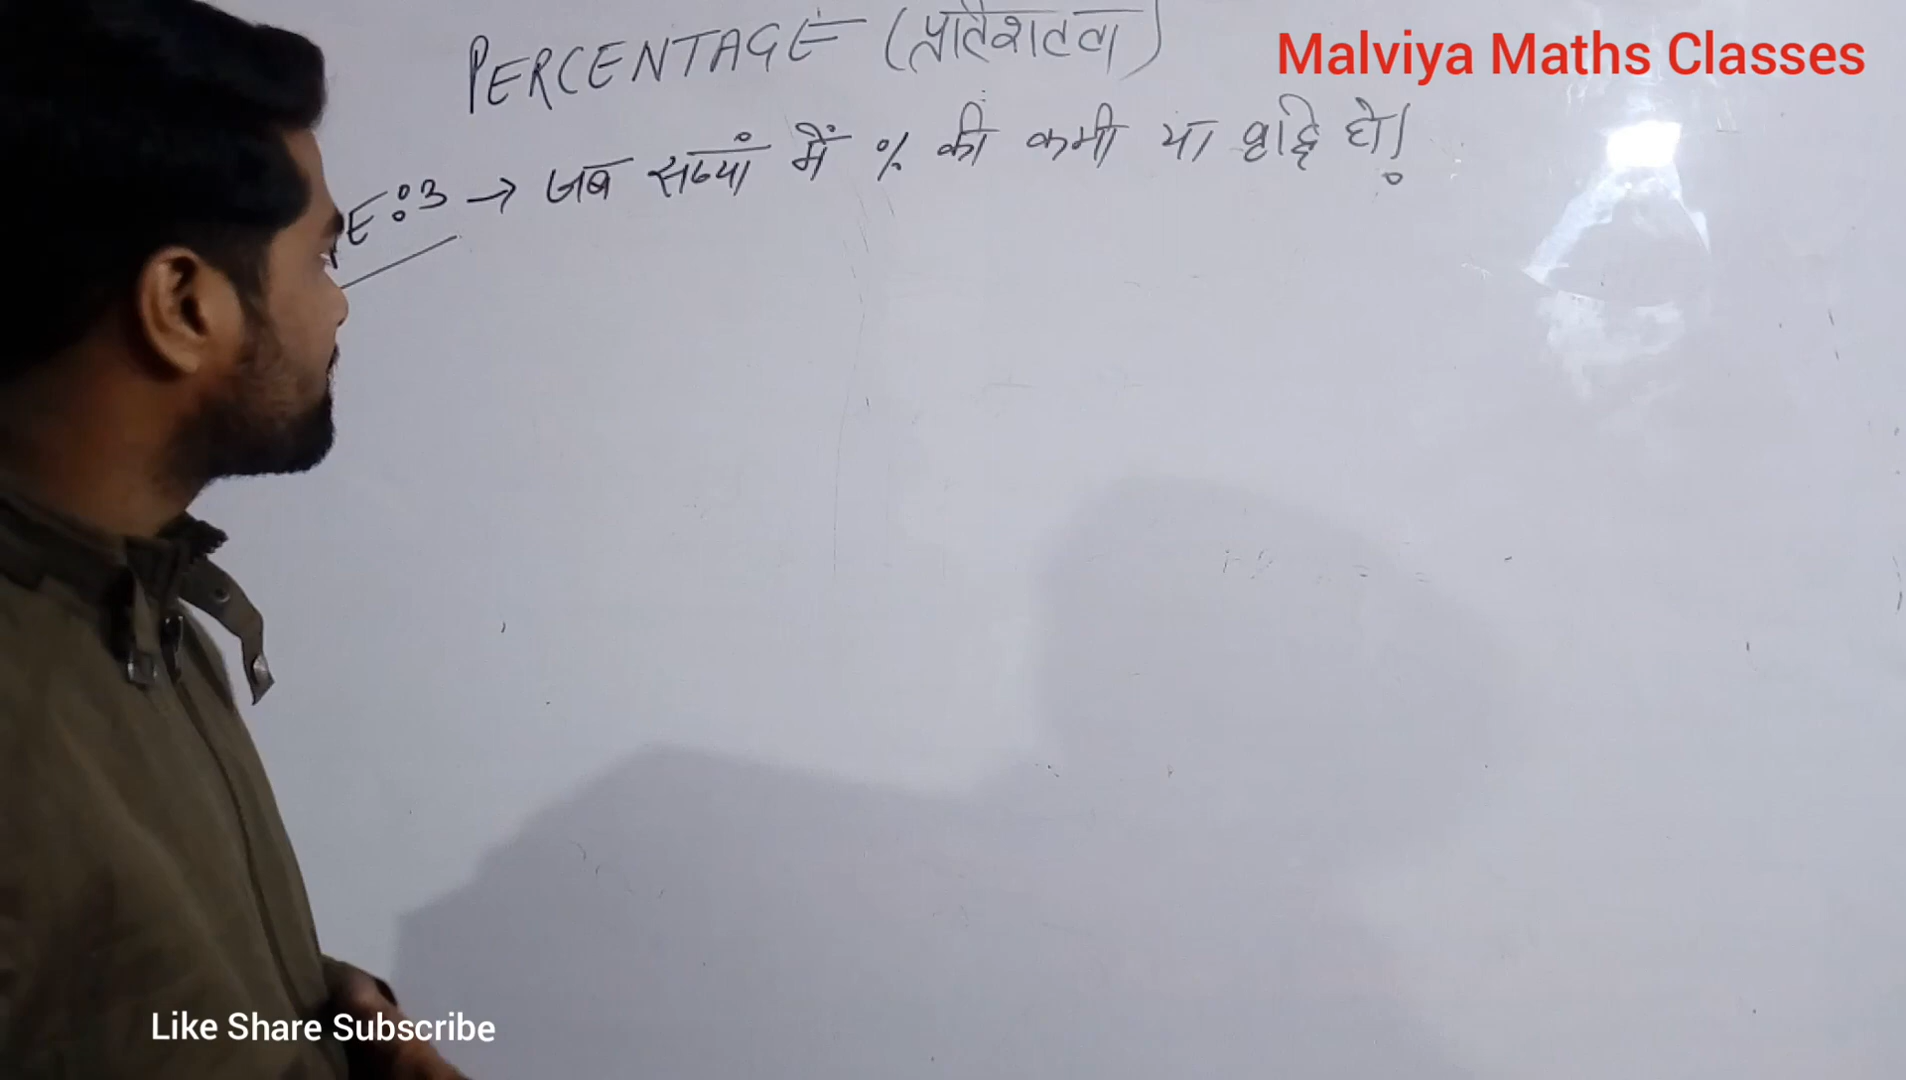 PERCENTAGE (प्रतिशतता)
Malviya Maths Classes
E:3 → जब संख्या में % की कमी या वृद्धि हो!
Like Share Subscribe